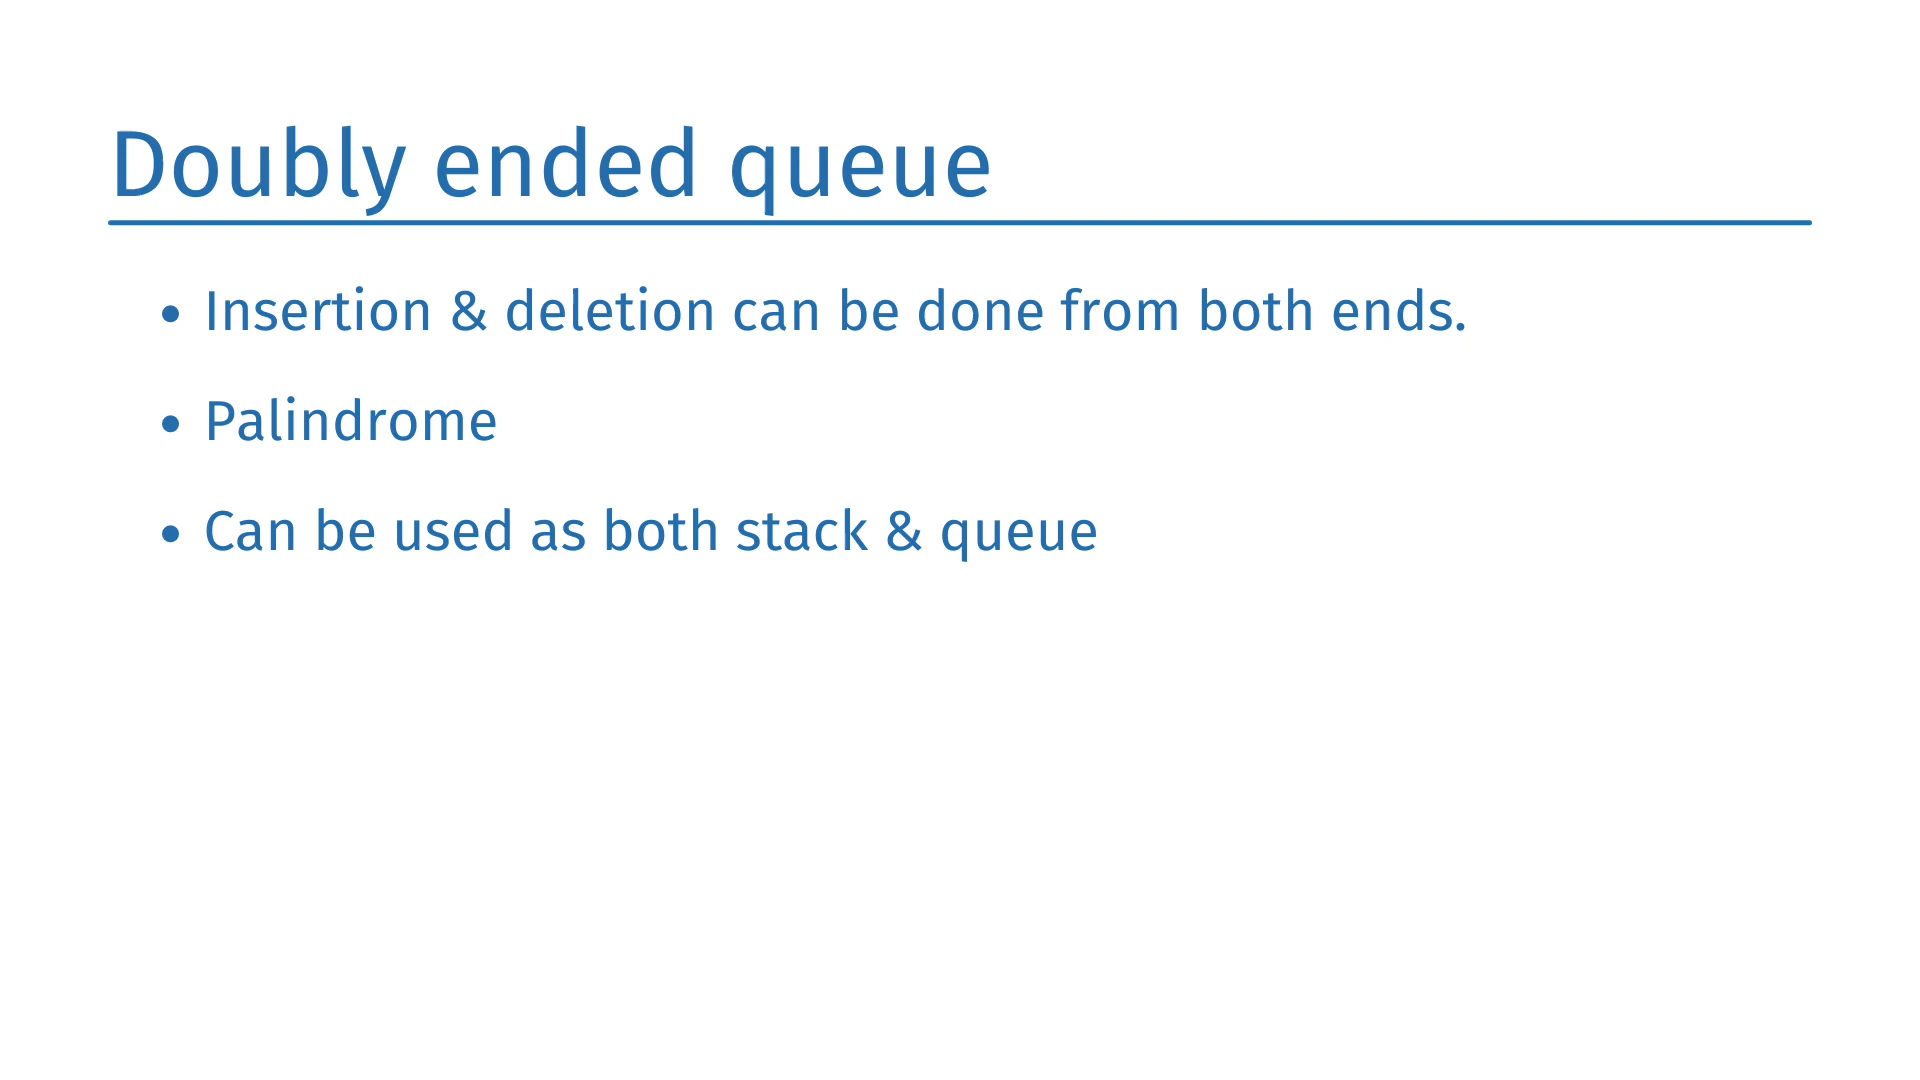 Doubly ended queue
• Insertion & deletion can be done from both ends.
• Palindrome
• Can be used as both stack & queue